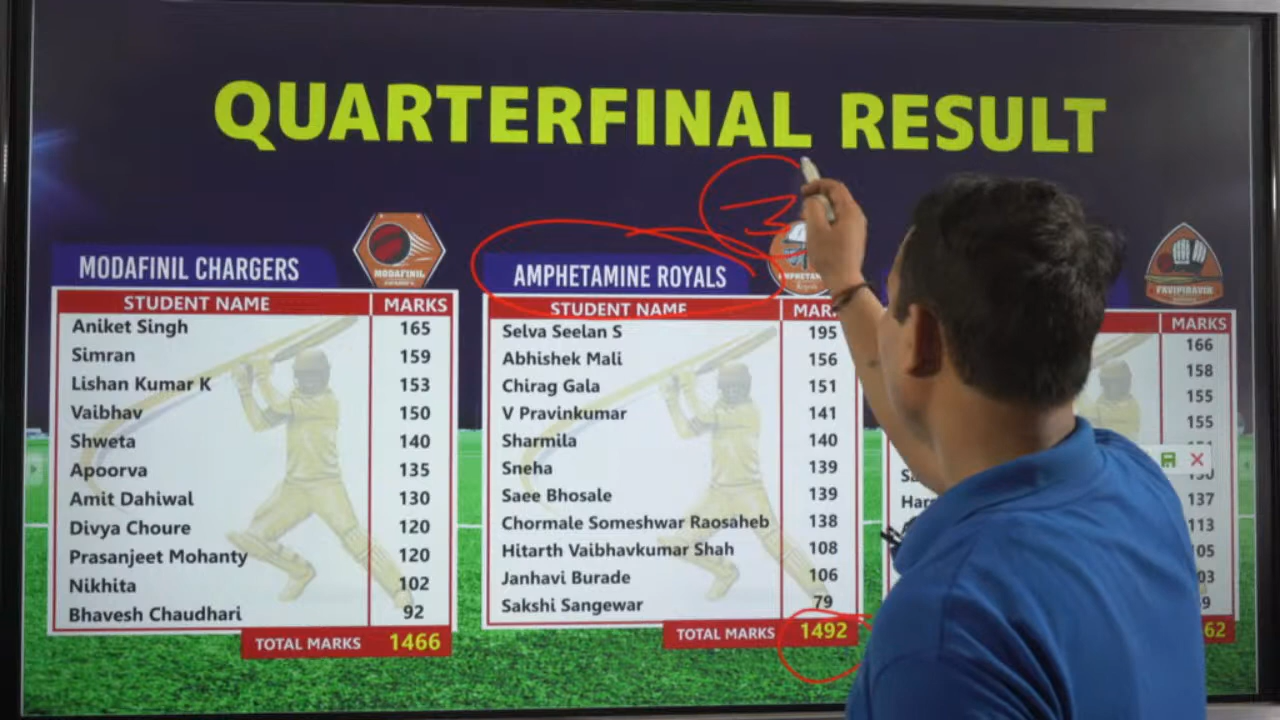 QUARTERFINAL RESULT
3
MODAFINIL CHARGERS
MODAFINIL
STUDENT NAME MARKS
Aniket Singh 165
Simran 159
Lishan Kumar K 153
Vaibhav 150
Shweta 140
Apoorva 135
Amit Dahiwal 130
Divya Choure 120
Prasanjeet Mohanty 120
Nikhita 102
Bhavesh Chaudhari 92
TOTAL MARKS 1466
AMPHETAMINE ROYALS
STUDENT NAME
Selva Seelan S 195
Abhishek Mali 156
Chirag Gala 151
V Pravinkumar 141
Sharmila 140
Sneha 139
Saee Bhosale 139
Chormale Someshwar Raosaheb 138
Hitarth Vaibhavkumar Shah 108
Janhavi Burade 106
Sakshi Sangewar 79
TOTAL MARKS 1492
FAVIPIRAVIR
MARKS
166
158
155
155
137
113